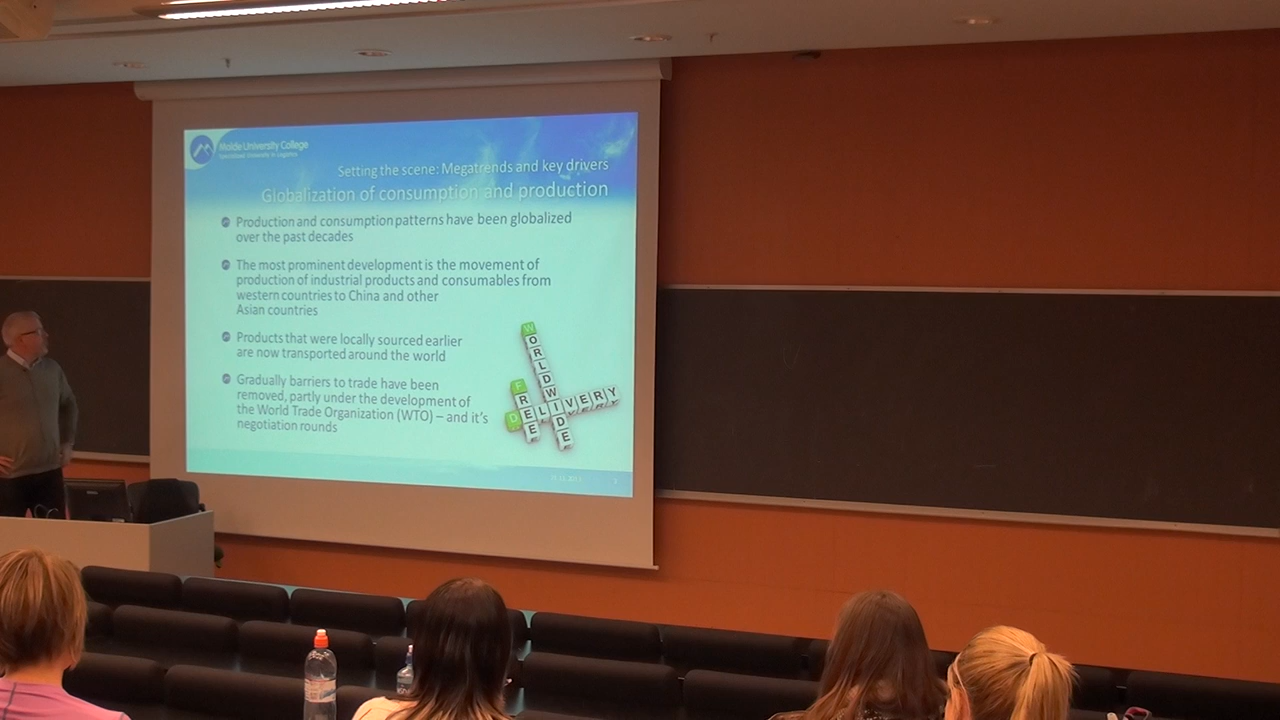 Molde University College
Specialized University in Logistics
Setting the scene: Megatrends and key drivers
Globalization of consumption and production
Production and consumption patterns have been globalized
over the past decades
The most prominent development is the movement of
production of industrial products and consumables from
western countries to China and other
Asian countries
Products that were locally sourced earlier
are now transported around the world
Gradually barriers to trade have been
removed, partly under the development of
the World Trade Organization (WTO) – and it's
negotiation rounds
WORLDWIDE
FREE
DELIVERY